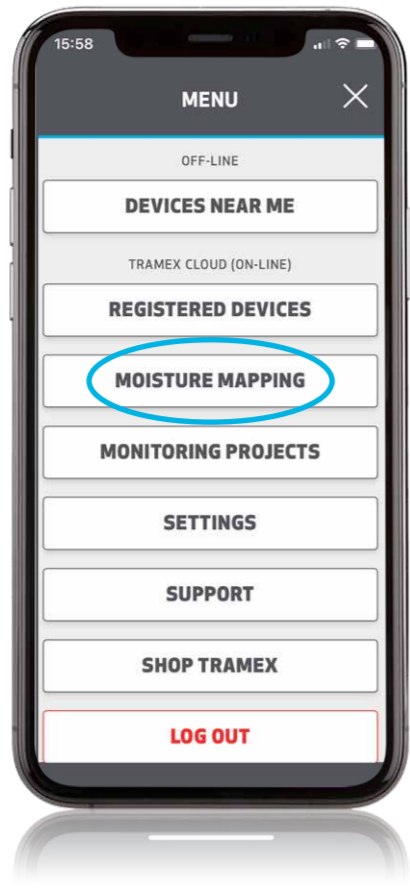 15:58
MENU
OFF-LINE
DEVICES NEAR ME
TRAMEX CLOUD (ON-LINE)
REGISTERED DEVICES
MOISTURE MAPPING
MONITORING PROJECTS
SETTINGS
SUPPORT
SHOP TRAMEX
LOG OUT